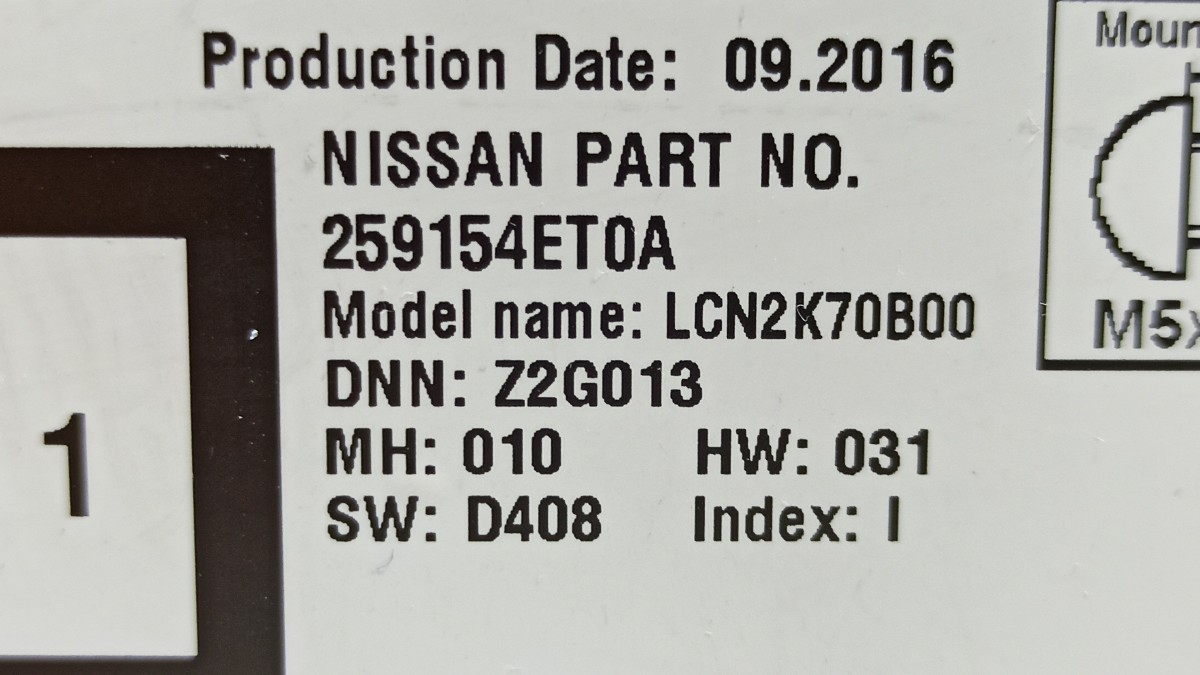 Production Date: 09.2016
NISSAN PART NO.
259154ET0A
Model name: LCN2K70B00
DNN: Z2G013
MH: 010 HW: 031
SW: D408 Index: I
1
M5x